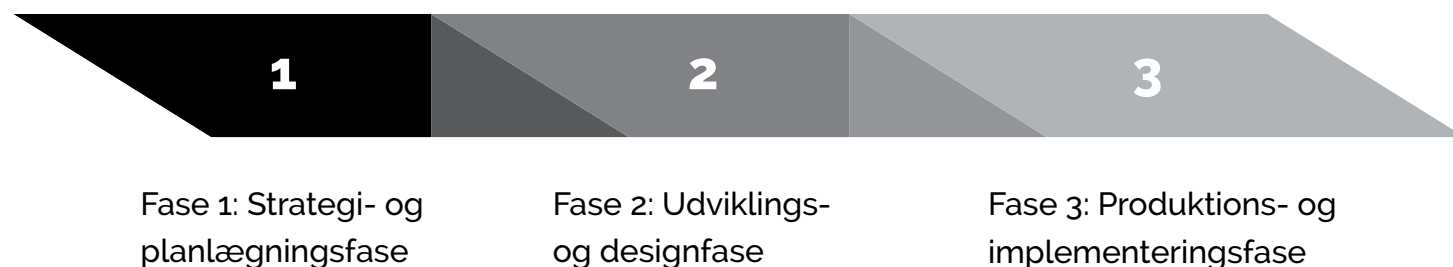 1
2
3
Fase 1: Strategi- og
planlægningsfase
Fase 2: Udviklings-
og designfase
Fase 3: Produktions- og
implementeringsfase